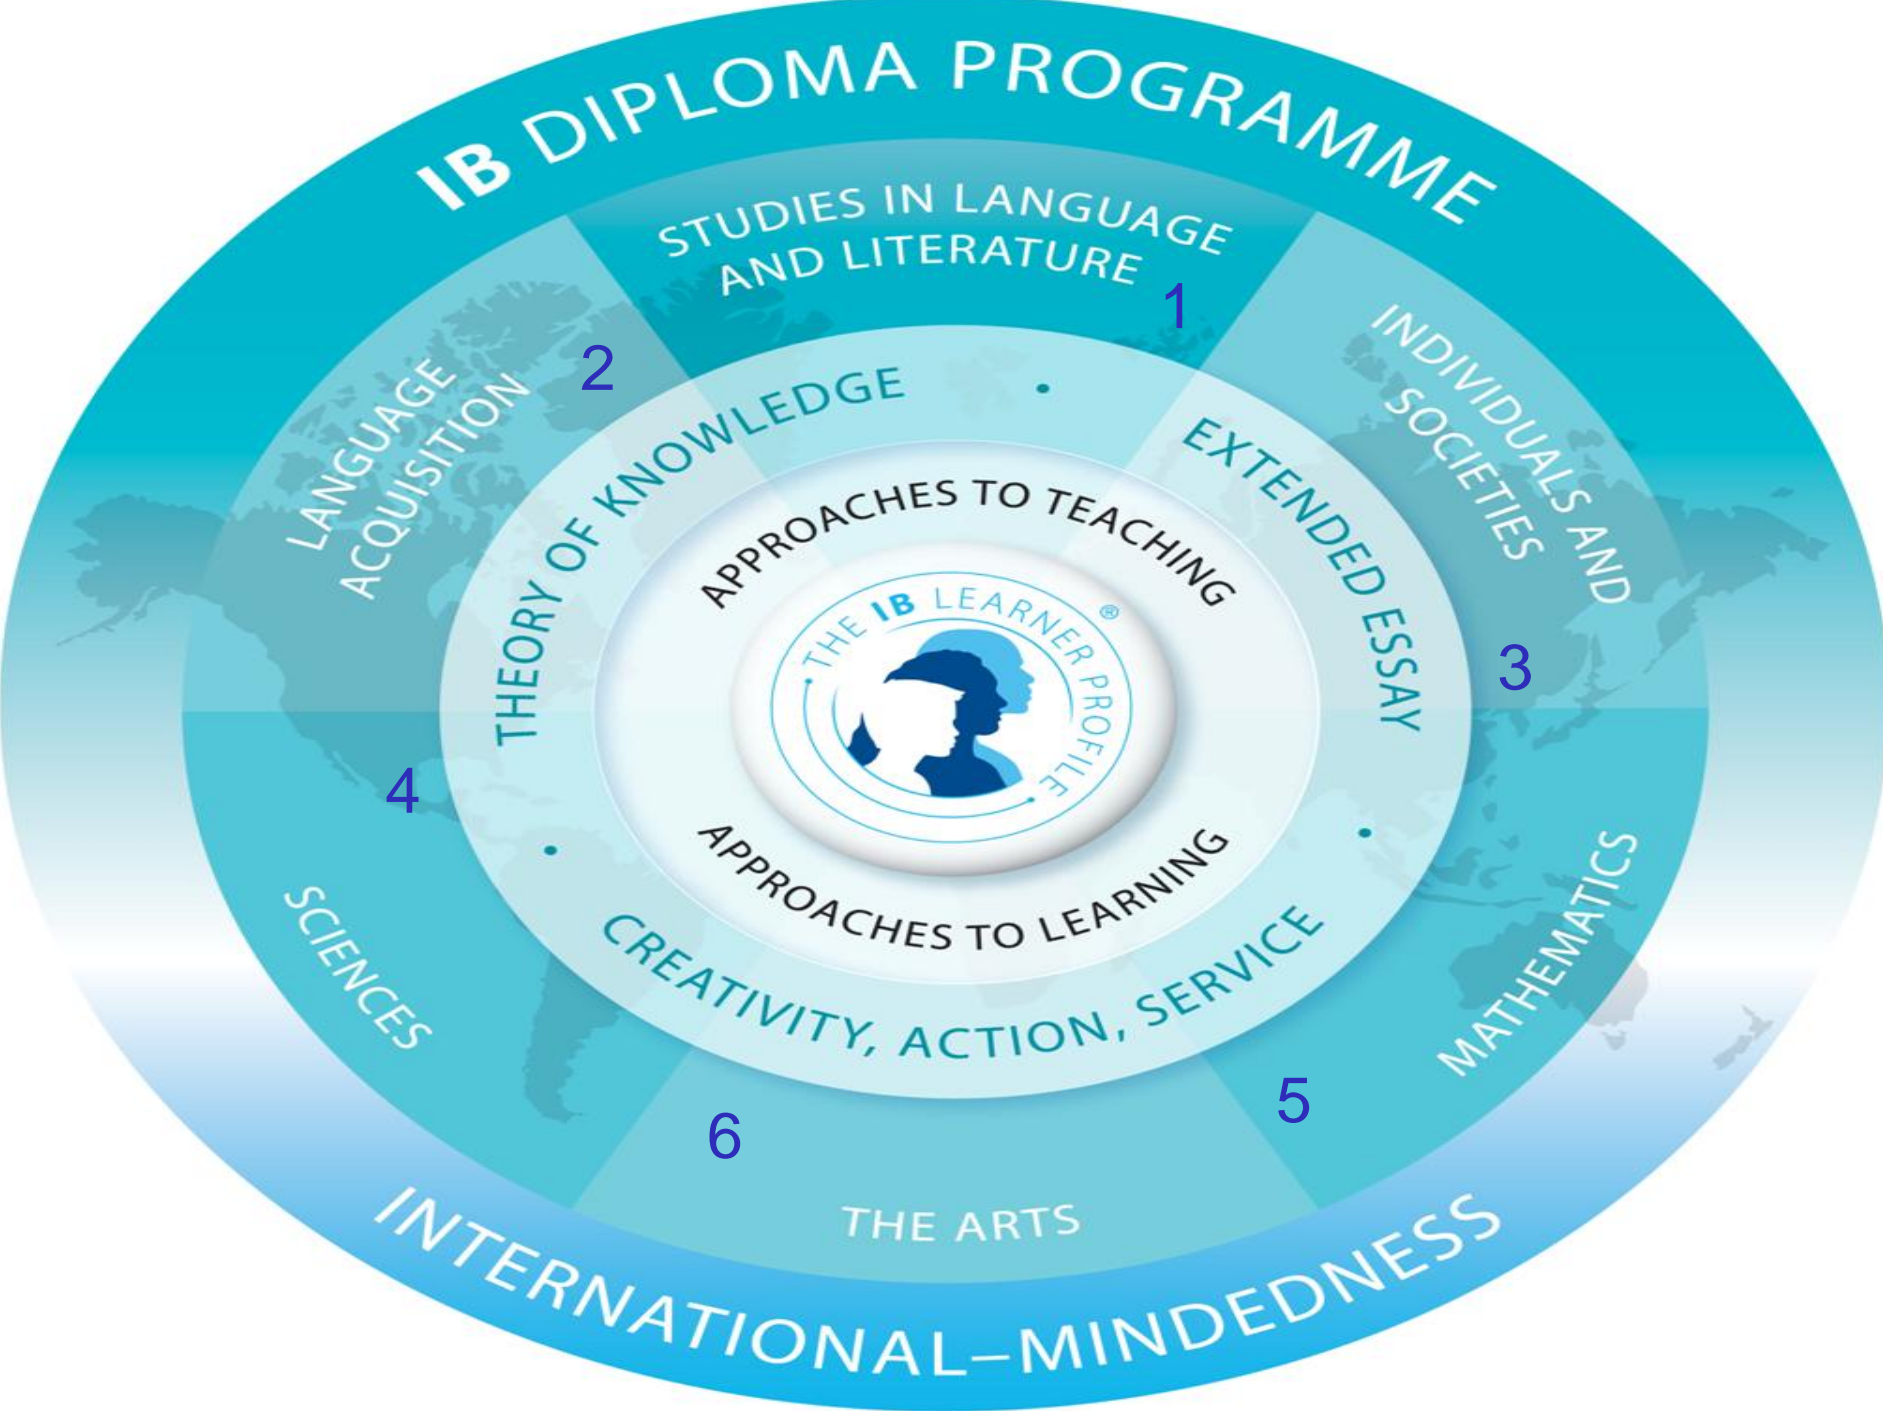 IB DIPLOMA PROGRAMME
STUDIES IN LANGUAGE
AND LITERATURE
1
LANGUAGE
ACQUISITION
2
INDIVIDUALS AND
SOCIETIES
3
THEORY OF KNOWLEDGE
•
EXTENDED ESSAY
•
APPROACHES TO TEACHING
THE IB LEARNER PROFILE
®
APPROACHES TO LEARNING
4
SCIENCES
•
CREATIVITY, ACTION, SERVICE
MATHEMATICS
5
6
THE ARTS
INTERNATIONAL–MINDEDNESS